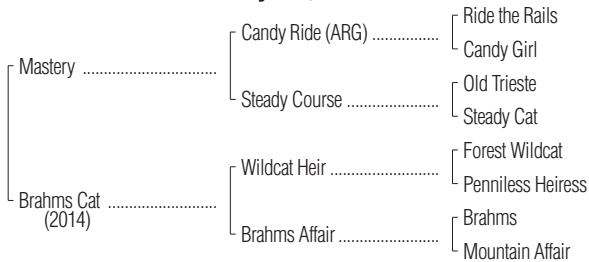 Mastery
Brahms Cat
(2014)
Candy Ride (ARG)
Steady Course
Wildcat Heir
Brahms Affair
Ride the Rails
Candy Girl
Old Trieste
Steady Cat
Forest Wildcat
Penniless Heiress
Brahms
Mountain Affair